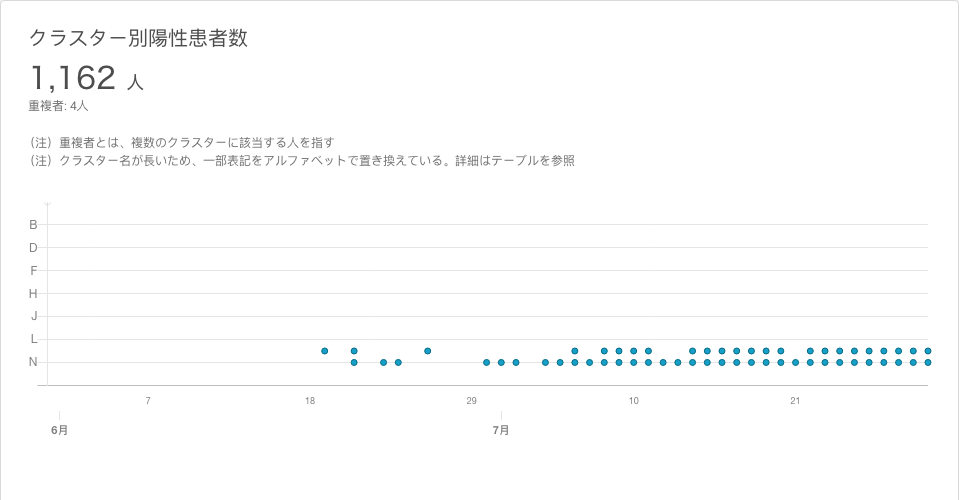 クラスター別陽性患者数
1,162 人
重複者: 4人
（注）重複者とは、複数のクラスターに該当する人を指す
（注）クラスター名が長いため、一部表記をアルファベットで置き換えている。詳細はテーブルを参照
B
D
F
H
J
L
N
7 18 29 10 21
6月 7月